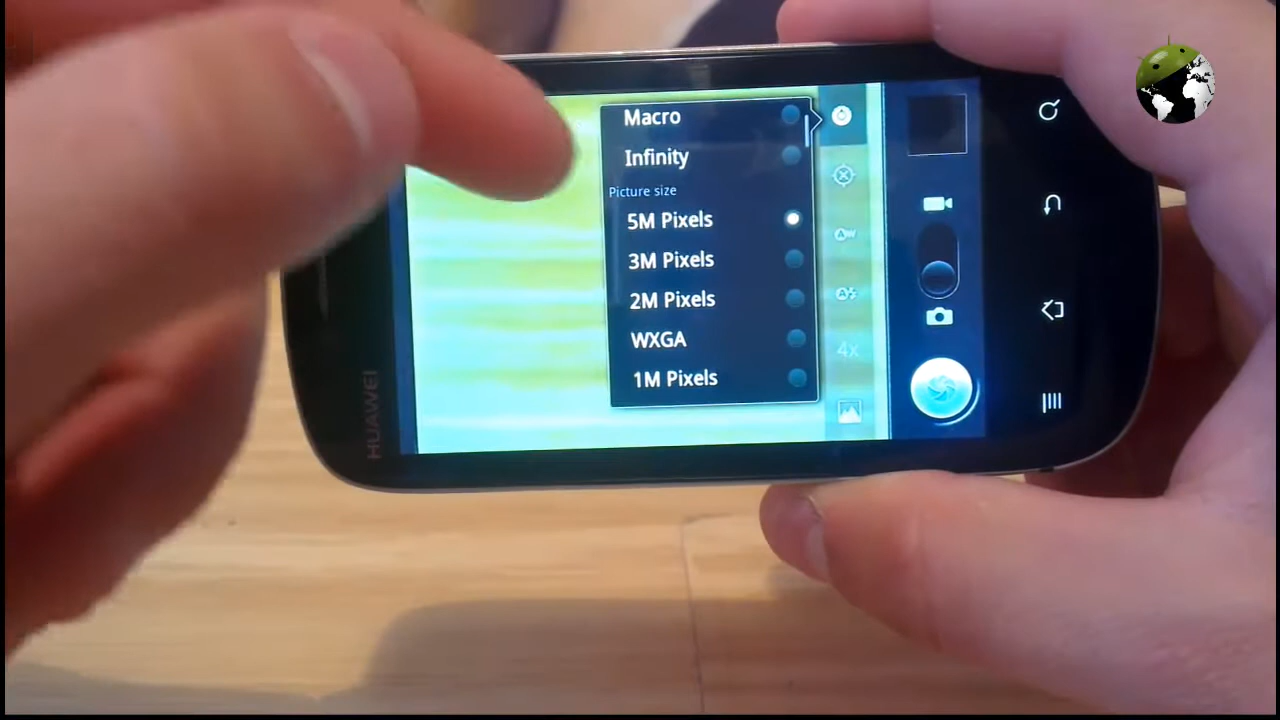 Macro
Infinity
Picture size
5M Pixels
3M Pixels
2M Pixels
WXGA
1M Pixels
4x
HUAWEI